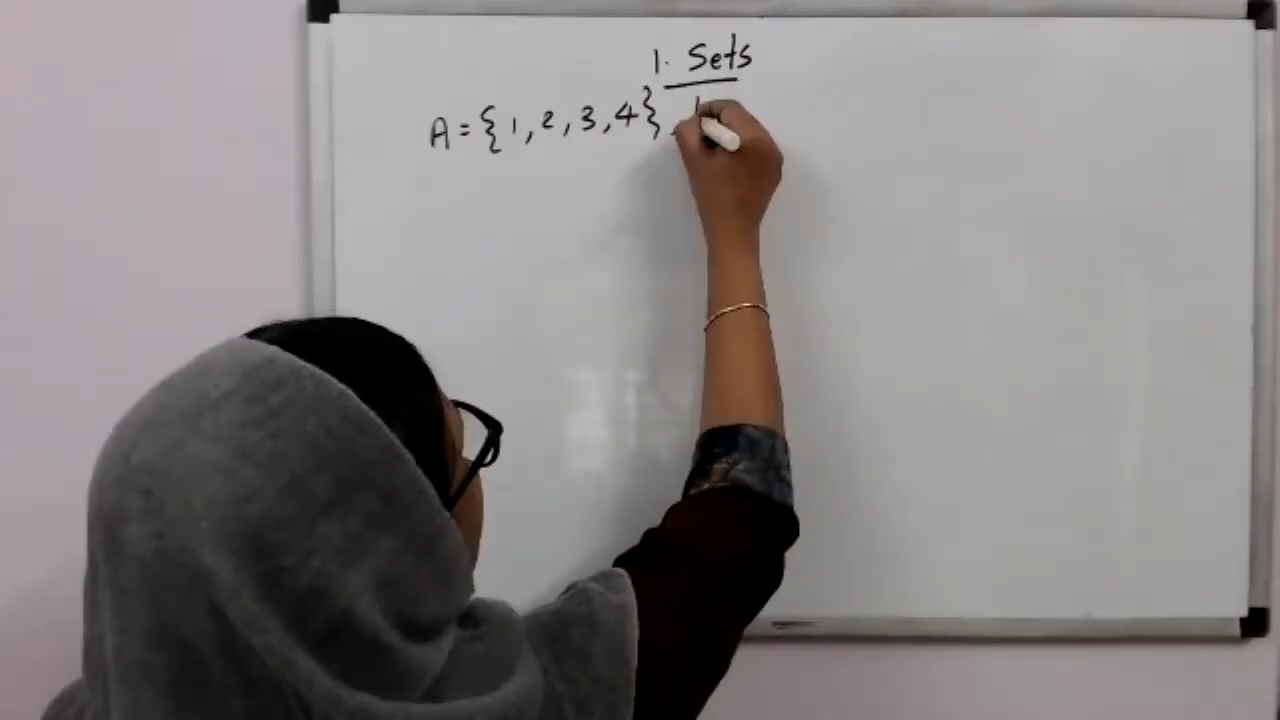 1. Sets
A = {1, 2, 3, 4}